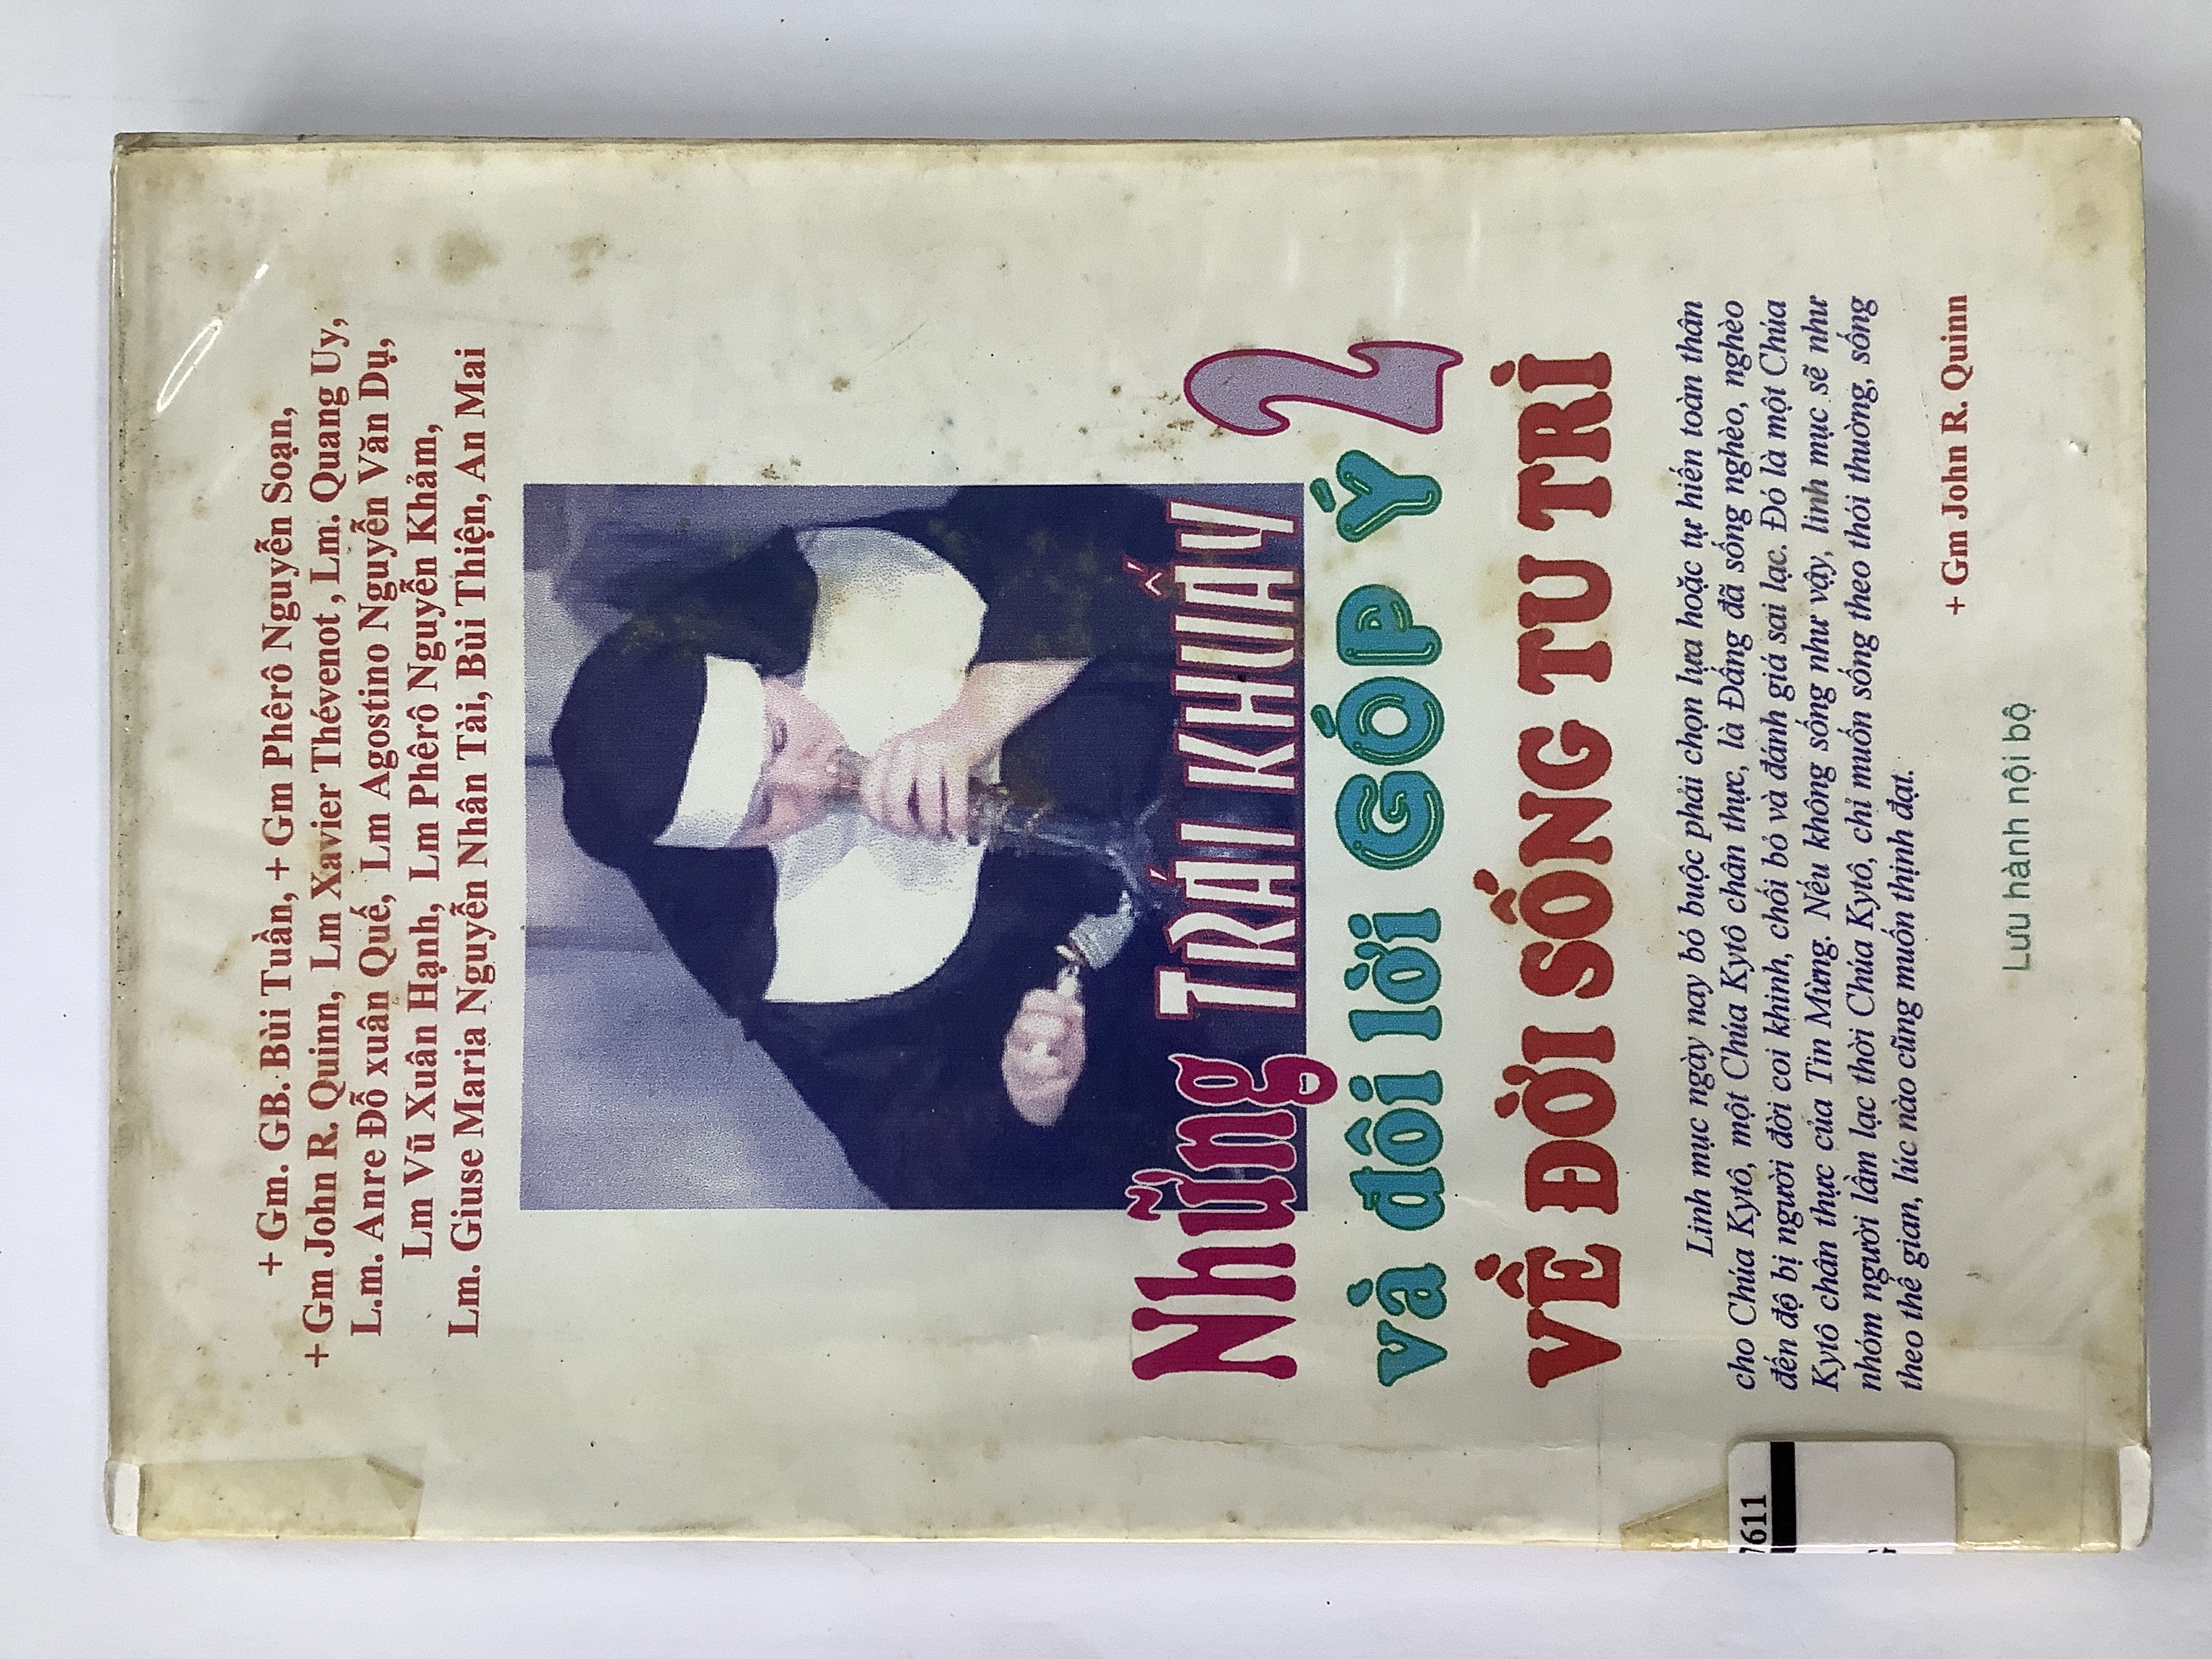 + Gm. GB. Bùi Tuần, + Gm Phêrô Nguyễn Soạn,
+ Gm John R. Quinn, Lm Xavier Thévenot , Lm. Quang Uy,
L.m. Anre Đỗ xuân Quế, Lm Agostino Nguyễn Văn Dụ,
Lm Vũ Xuân Hạnh, Lm Phêrô Nguyễn Khảm,
Lm. Giuse Maria Nguyễn Nhân Tài, Bùi Thiện, An Mai
Những TRÁI KHUẤY 2
và đôi lời GÓP Ý
VỀ ĐỜI SỐNG TU TRÌ
Linh mục ngày nay bó buộc phải chọn lựa hoặc tự hiến toàn thân
cho Chúa Kytô, một Chúa Kytô chân thực, là Đấng đã sống nghèo, nghèo
đến độ bị người đời coi khinh, chối bỏ và đánh giá sai lạc. Đó là một Chúa
Kytô chân thực của Tin Mừng. Nếu không sống như vậy, linh mục sẽ như
nhóm người lầm lạc thời Chúa Kytô, chỉ muốn sống theo thói thường, sống
theo thế gian, lúc nào cũng muốn thịnh đạt.
+ Gm John R. Quinn
Lưu hành nội bộ
7611